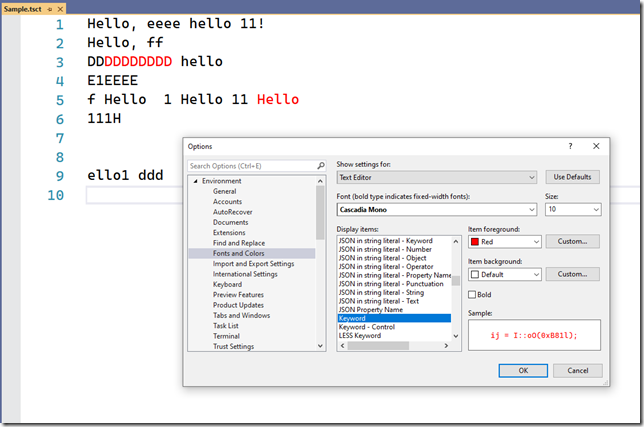 Sample.tsct
1 Hello, eeee hello 11!
2 Hello, ff
3 DDDDDDDDDD hello
4 E1EEEE
5 f Hello  1 Hello 11 Hello
6 111H
7
8
9 ello1 ddd
10
Options
? ×
Search Options (Ctrl+E)
Environment
General
Accounts
AutoRecover
Documents
Extensions
Find and Replace
Fonts and Colors
Import and Export Settings
International Settings
Keyboard
Preview Features
Product Updates
Tabs and Windows
Task List
Terminal
Trust Settings
Show settings for:
Text Editor
Use Defaults
Font (bold type indicates fixed-width fonts):
Size:
Cascadia Mono
10
Display items:
JSON in string literal - Keyword
JSON in string literal - Number
JSON in string literal - Object
JSON in string literal - Operator
JSON in string literal - Property Name
JSON in string literal - Punctuation
JSON in string literal - String
JSON in string literal - Text
JSON Property Name
Keyword
Keyword - Control
LESS Keyword
Item foreground:
Red
Custom...
Item background:
Default
Custom...
Bold
Sample:
ij = I::oO(0xB81l);
OK
Cancel